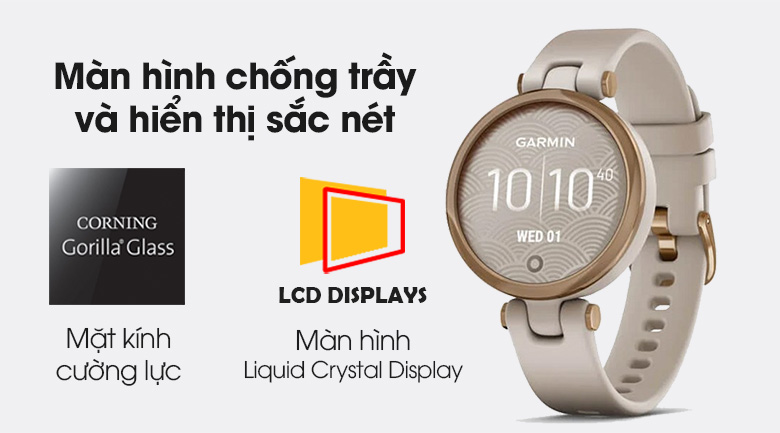 Màn hình chống trầy
và hiển thị sắc nét
CORNING
Gorilla® Glass
Mặt kính
cường lực
LCD DISPLAYS
Màn hình
Liquid Crystal Display
GARMIN
10 10 40
WED 01